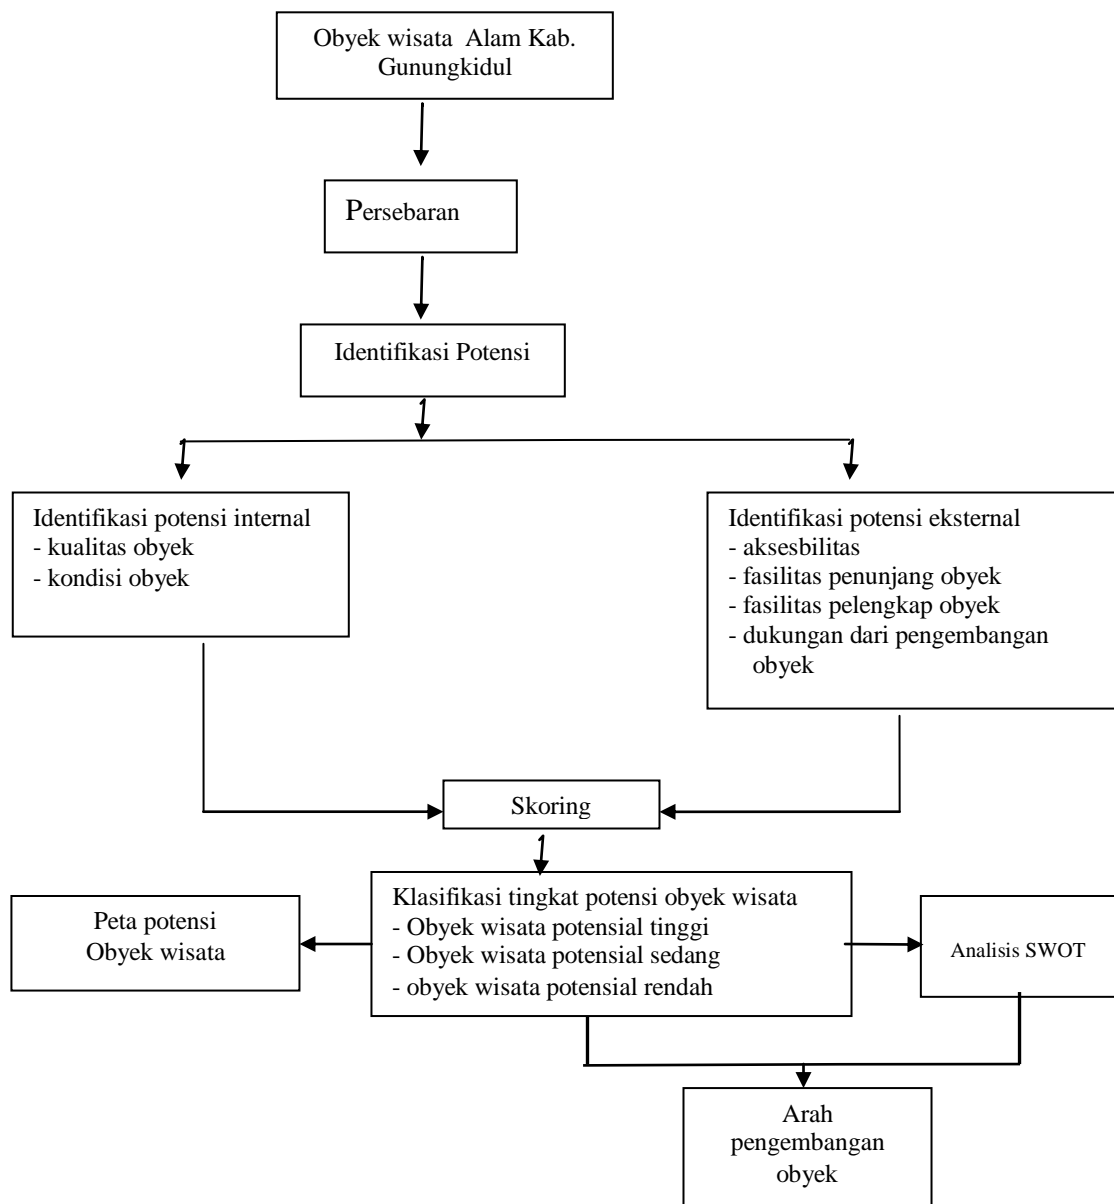 Obyek wisata Alam Kab.
Gunungkidul
Persebaran
Identifikasi Potensi
Identifikasi potensi internal
- kualitas obyek
- kondisi obyek
Identifikasi potensi eksternal
- aksesbilitas
- fasilitas penunjang obyek
- fasilitas pelengkap obyek
- dukungan dari pengembangan
obyek
Skoring
Klasifikasi tingkat potensi obyek wisata
- Obyek wisata potensial tinggi
- Obyek wisata potensial sedang
- obyek wisata potensial rendah
Peta potensi
Obyek wisata
Analisis SWOT
Arah
pengembangan
obyek